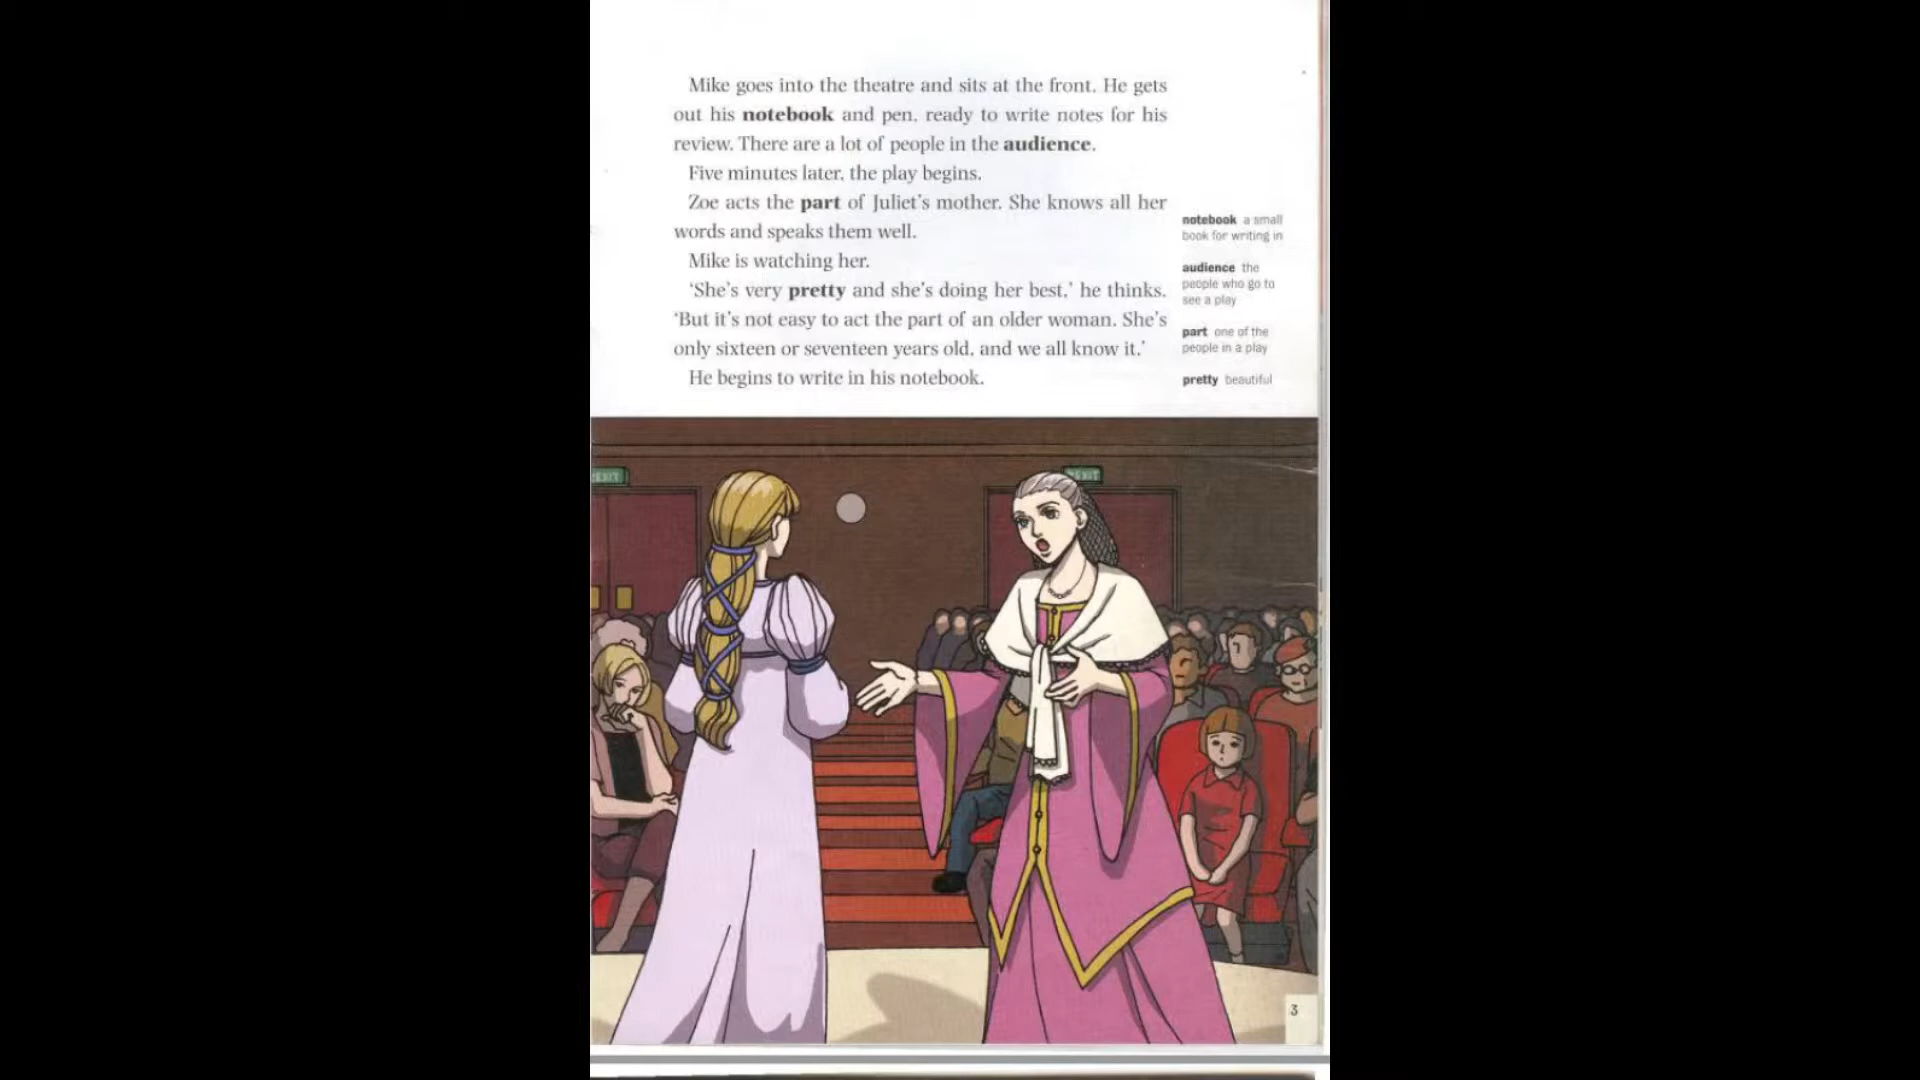 Mike goes into the theatre and sits at the front. He gets
out his notebook and pen, ready to write notes for his
review. There are a lot of people in the audience.
Five minutes later, the play begins.
Zoe acts the part of Juliet's mother. She knows all her
words and speaks them well.
Mike is watching her.
‘She's very pretty and she's doing her best,’ he thinks.
‘But it's not easy to act the part of an older woman. She's
only sixteen or seventeen years old, and we all know it.’
He begins to write in his notebook.
notebook a small
book for writing in
audience the
people who go to
see a play
part one of the
people in a play
pretty beautiful
EXIT
EXIT
3